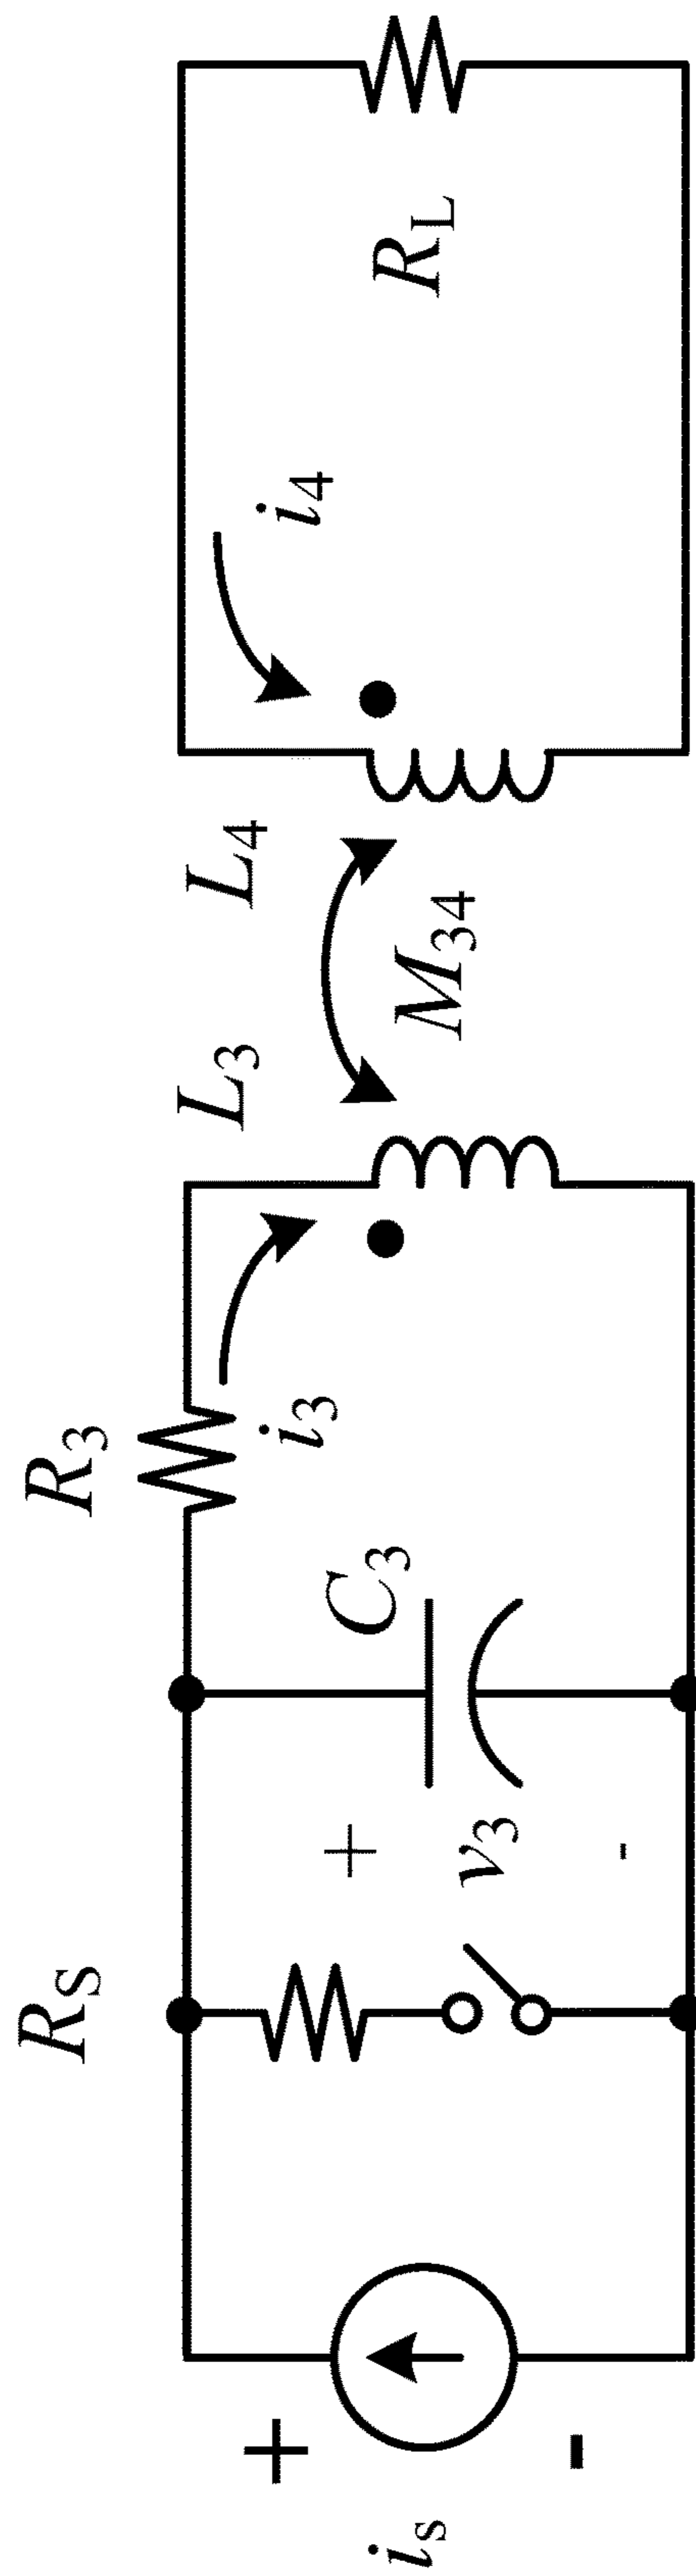 i_s
+
-
R_S
+
v_3
-
C_3
R_3
i_3
L_3
M_34
L_4
i_4
R_L